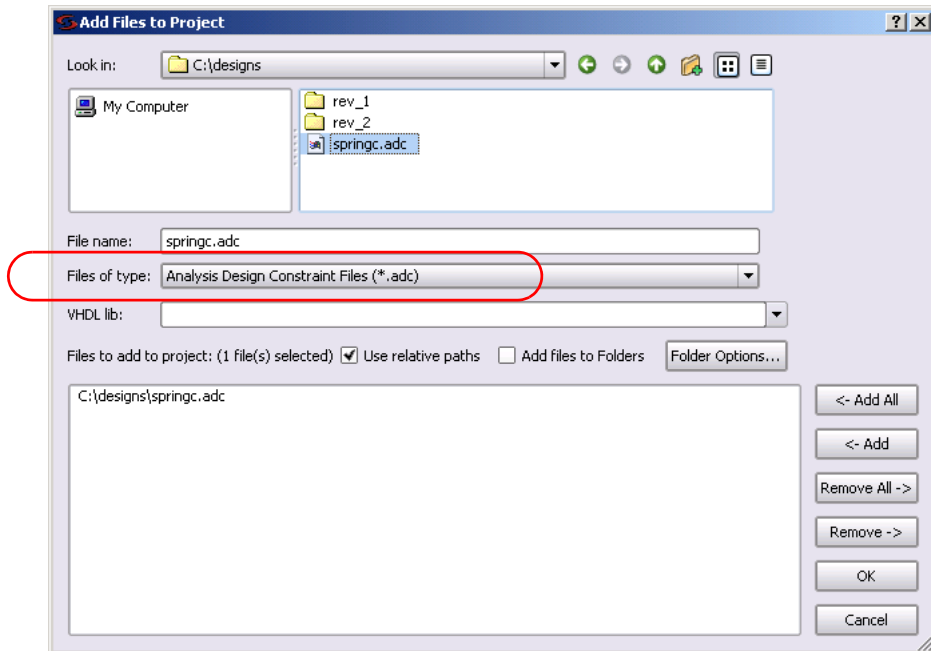 Add Files to Project
Look in: C:\designs
My Computer
rev_1
rev_2
springc.adc
File name: springc.adc
Files of type: Analysis Design Constraint Files (*.adc)
VHDL lib:
Files to add to project: (1 file(s) selected) Use relative paths Add files to Folders Folder Options...
C:\designs\springc.adc
<- Add All
<- Add
Remove All ->
Remove ->
OK
Cancel